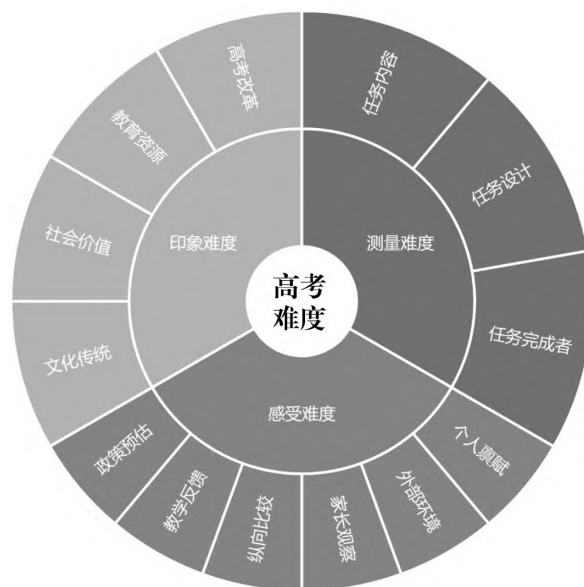 高考
难度
测量难度
任务内容
任务设计
任务完成者
感受难度
个人禀赋
外部环境
家长观察
纵向比较
教学反馈
政策预估
印象难度
文化传统
社会价值
教育资源
高考改革